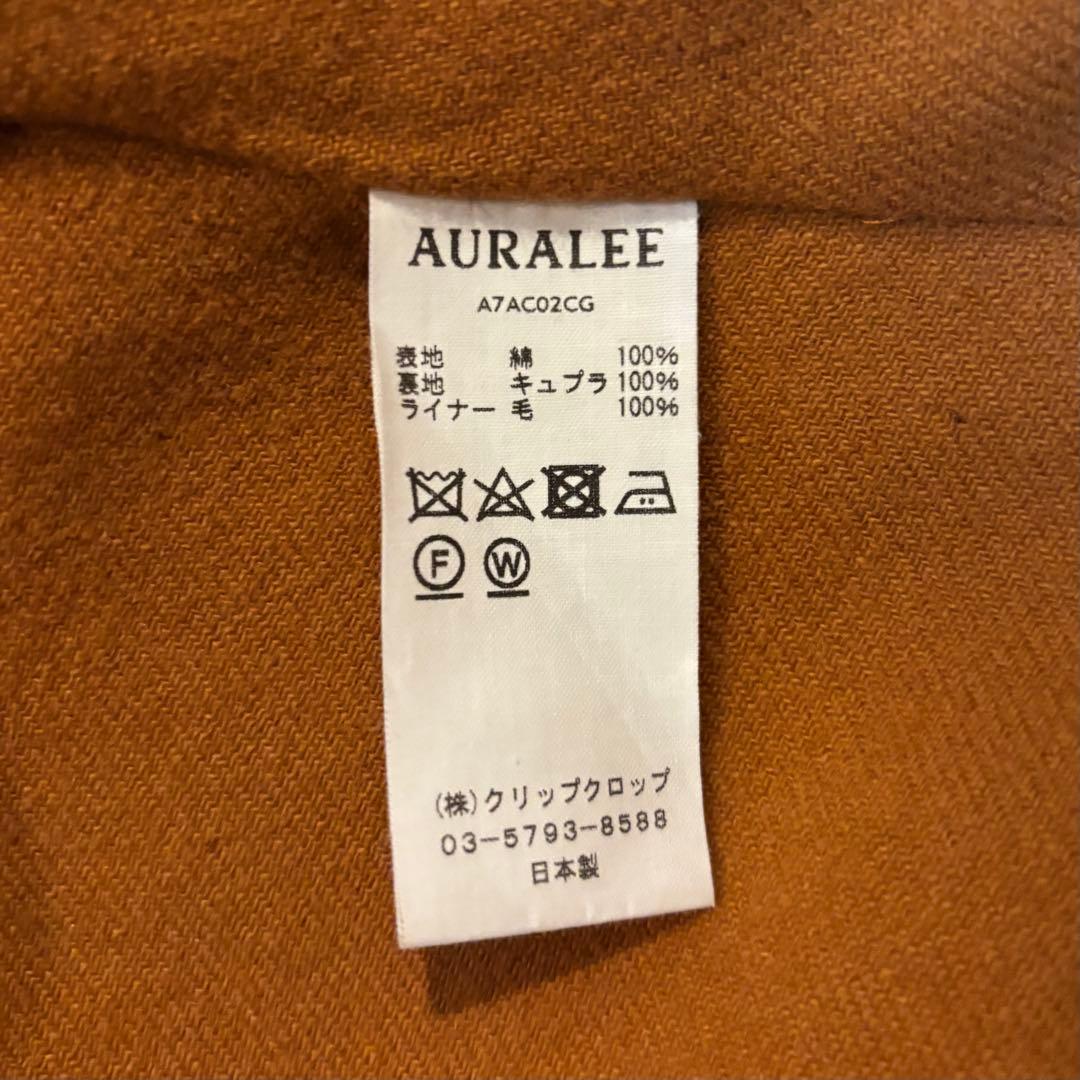 AURALEE
A7AC02CG
表地 綿 100%
裏地 キュプラ 100%
ライナー 毛 100%
F W
(株)クリップクロップ
03-5793-8588
日本製